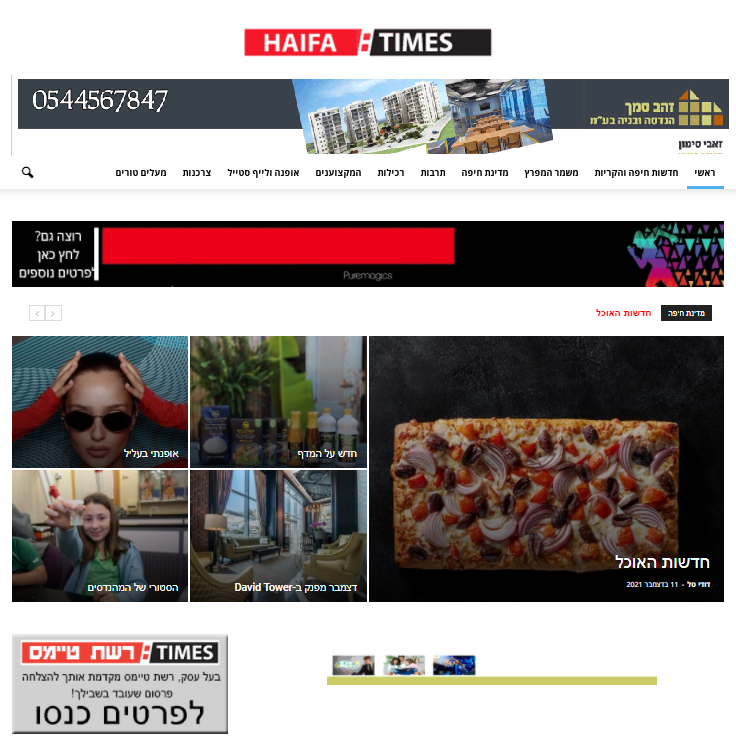 HAIFA TIMES
0544567847
זהב סמך
הנדסה ובניה בע"מ
זאבי סימון
ראשי
חדשות חיפה והקריות
משמר המפרץ
מדינת חיפה
תרבות
רכילות
המקצוענים
אופנה ולייף סטייל
צרכנות
מעלים טורים
רוצה גם?
לחץ כאן
לפרטים נוספים
Puremagics
מדינת חיפה
חדשות האוכל
חדשות האוכל
דודי טל - 11 בדצמבר 2021
חדש על המדף
אופנתי בעליל
דצמבר מפנק ב-David Tower
הסטורי של המהנדסים
רשת טיימס TIMES
בעל עסק, רשת טיימס מקדמת אותך להצלחה
פרסום שעובד בשבילך!
לפרטים כנסו